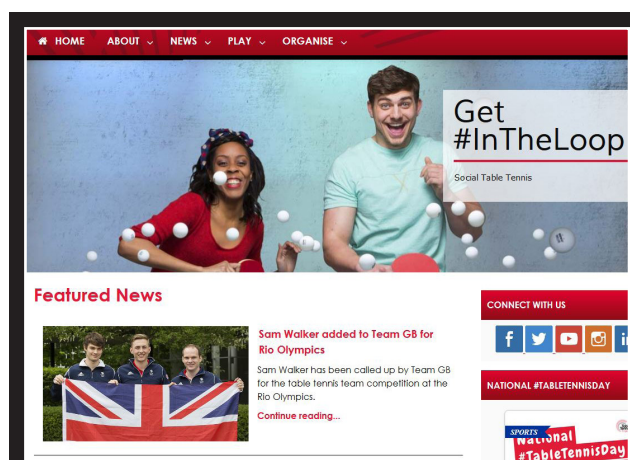 HOME ABOUT NEWS PLAY ORGANISE
Get
#InTheLoop
Social Table Tennis
Featured News
Sam Walker added to Team GB for
Rio Olympics
Sam Walker has been called up by Team GB
for the table tennis team competition at the
Rio Olympics.
Continue reading...
CONNECT WITH US
NATIONAL #TABLETENNISDAY
SPORTS
National
#TableTennisDay